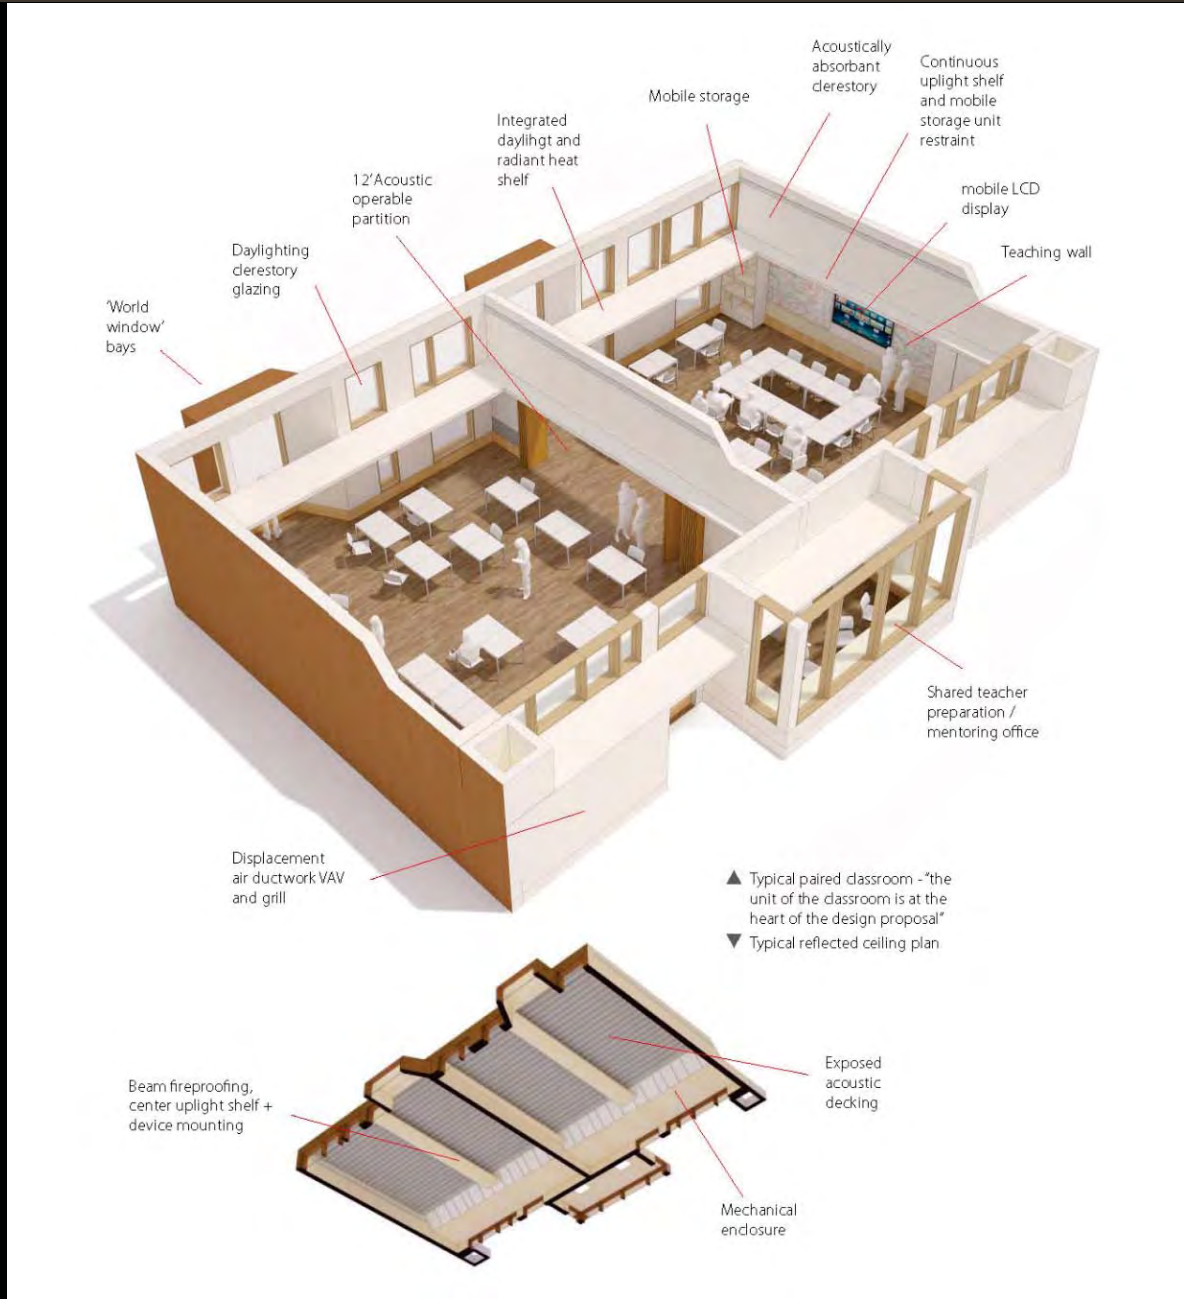 Acoustically
absorbant
clerestory
Continuous
uplight shelf
and mobile
storage unit
restraint
Mobile storage
Integrated
daylihgt and
radiant heat
shelf
12'Acoustic
operable
partition
mobile LCD
display
Daylighting
clerestory
glazing
Teaching wall
'World
window'
bays
Shared teacher
preparation /
mentoring office
Displacement
air ductwork VAV
and grill
▲ Typical paired classroom - "the
unit of the classroom is at the
heart of the design proposal"
▼ Typical reflected ceiling plan
Exposed
acoustic
decking
Beam fireproofing,
center uplight shelf +
device mounting
Mechanical
enclosure